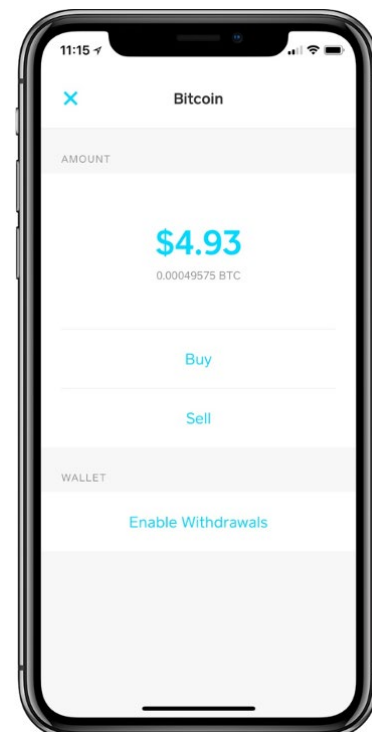 11:15
Bitcoin
AMOUNT
$4.93
0.00049575 BTC
Buy
Sell
WALLET
Enable Withdrawals